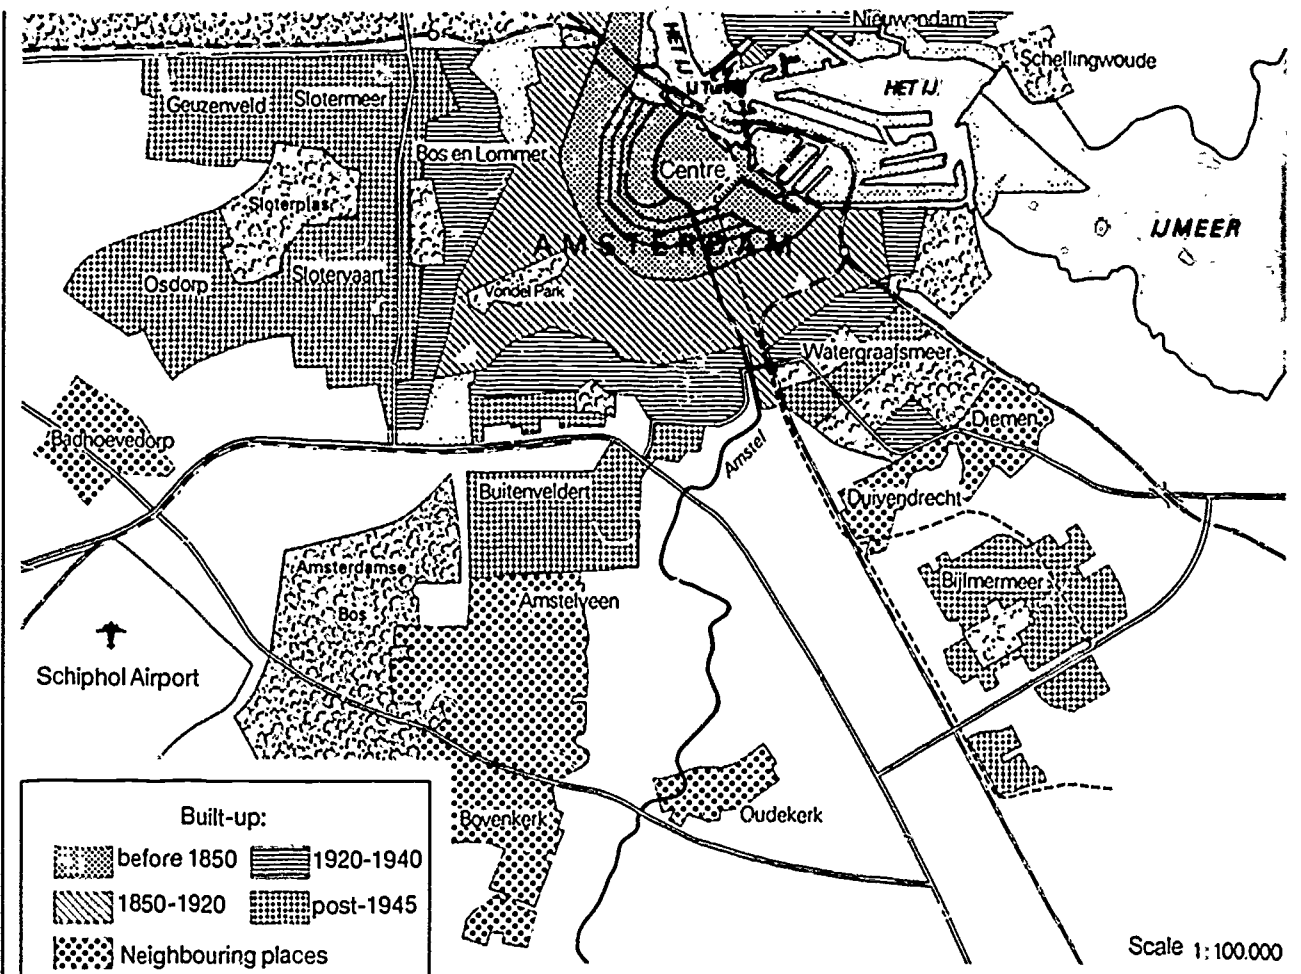 Nieuwendam
HET IJ
Schellingwoude
IJ Tunnel
HET IJ.
Geuzenveld
Slotermeer
Bos en Lommer
Centre
Sloterplas
IJMEER
AMSTERDAM
Osdorp
Slotervaart
Vondel Park
Watergraafsmeer
Diemen
Badhoevedorp
Amstel
Buitenveldert
Duivendrecht
Amsterdamse
Bos
Amstelveen
Bijlmermeer
Schiphol Airport
Bovenkerk
Oudekerk
Built-up:
before 1850
1920-1940
1850-1920
post-1945
Neighbouring places
Scale 1:100.000